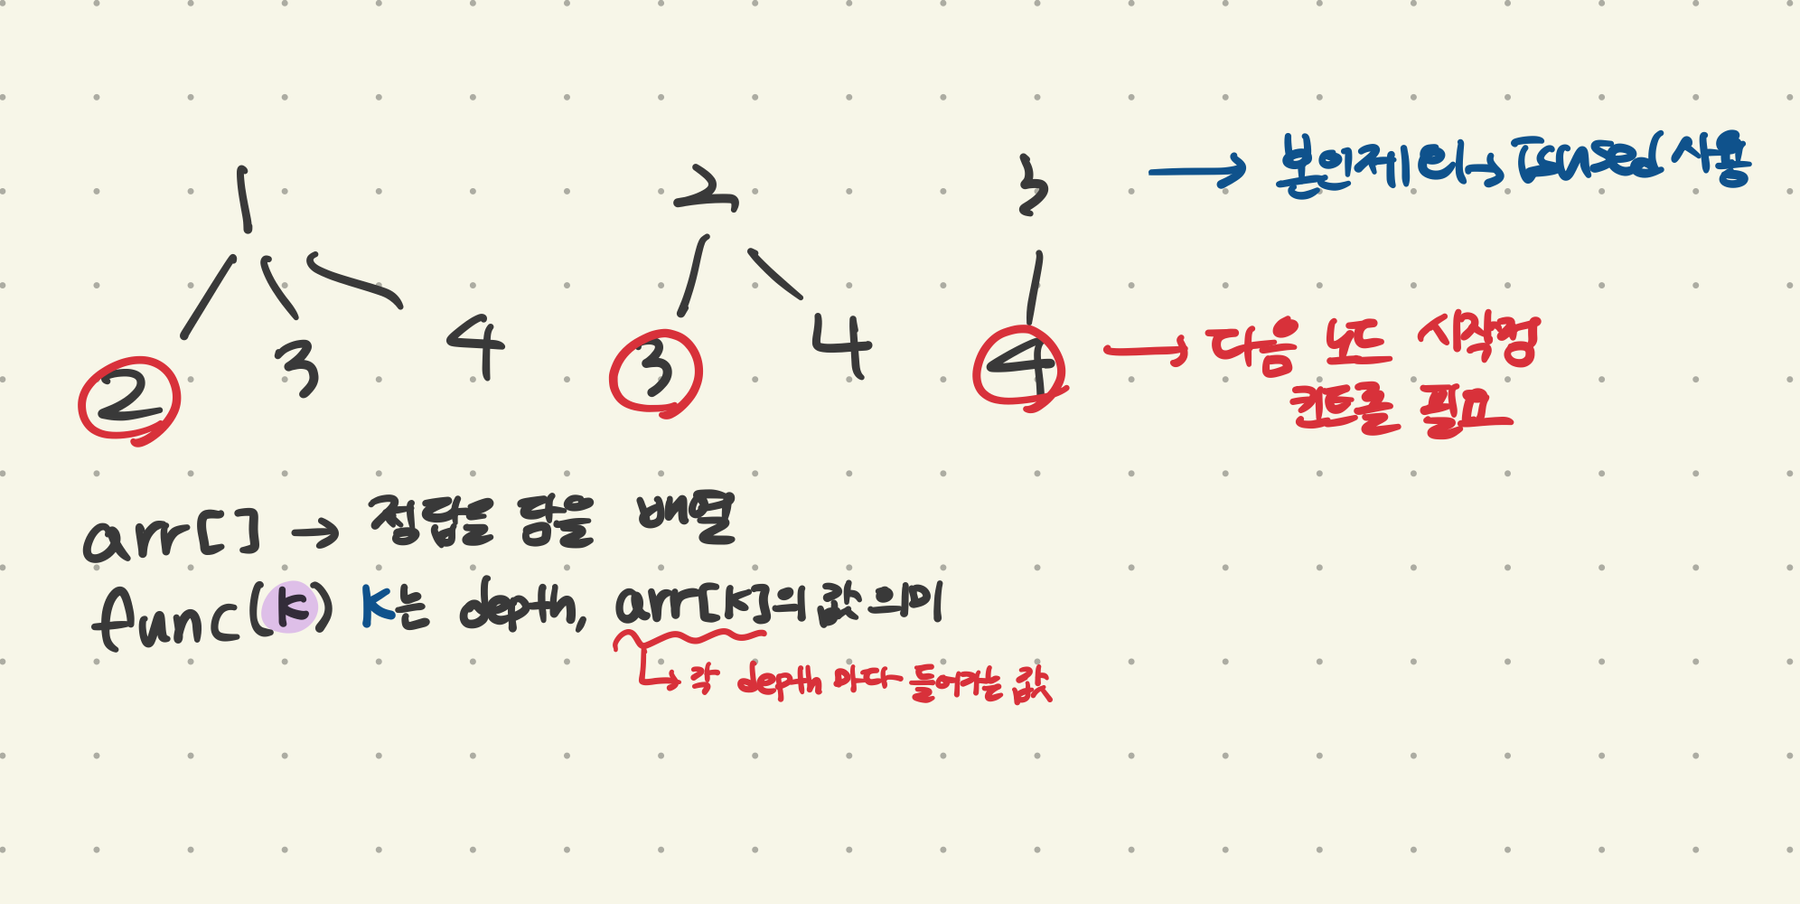 1 2 3 → 본인제외 → Isused 사용
2 3 4 3 4 4 → 다음 노드 시작점
컨트롤 필요
arr[] → 정답을 담을 배열
func(k) k는 depth, arr[k]의 값 의미
↳ 각 depth 마다 들어가는 값